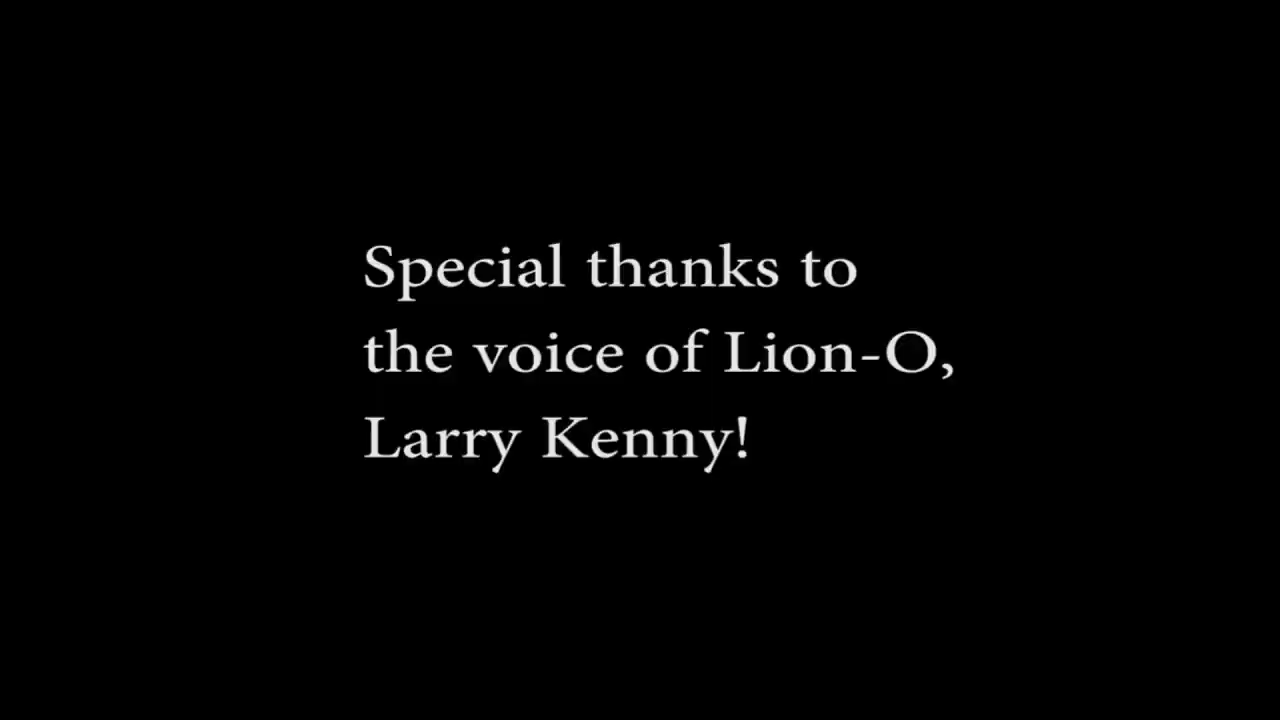 Special thanks to
the voice of Lion-O,
Larry Kenny!